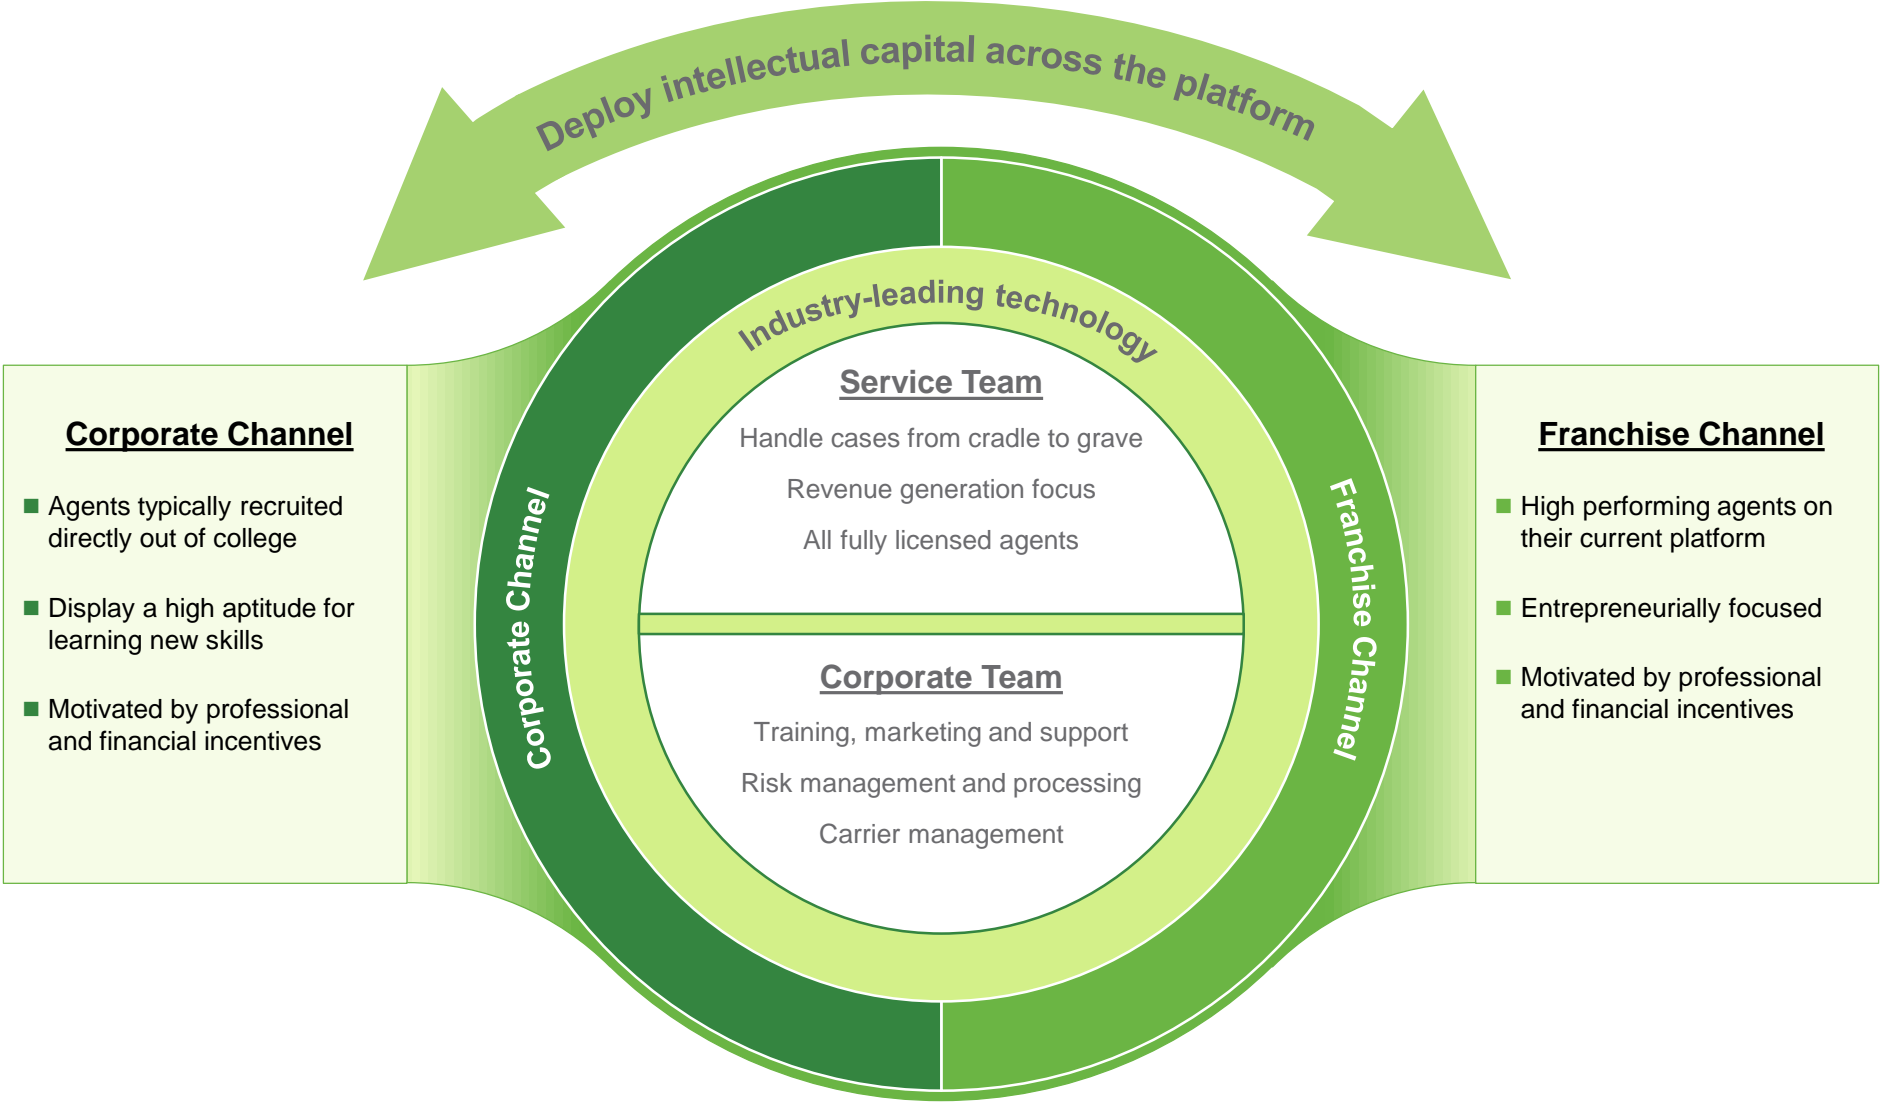 Deploy intellectual capital across the platform
Industry-leading technology
Corporate Channel
Agents typically recruited
directly out of college
Display a high aptitude for
learning new skills
Motivated by professional
and financial incentives
Corporate Channel
Service Team
Handle cases from cradle to grave
Revenue generation focus
All fully licensed agents
Corporate Team
Training, marketing and support
Risk management and processing
Carrier management
Franchise Channel
Franchise Channel
High performing agents on
their current platform
Entrepreneurially focused
Motivated by professional
and financial incentives